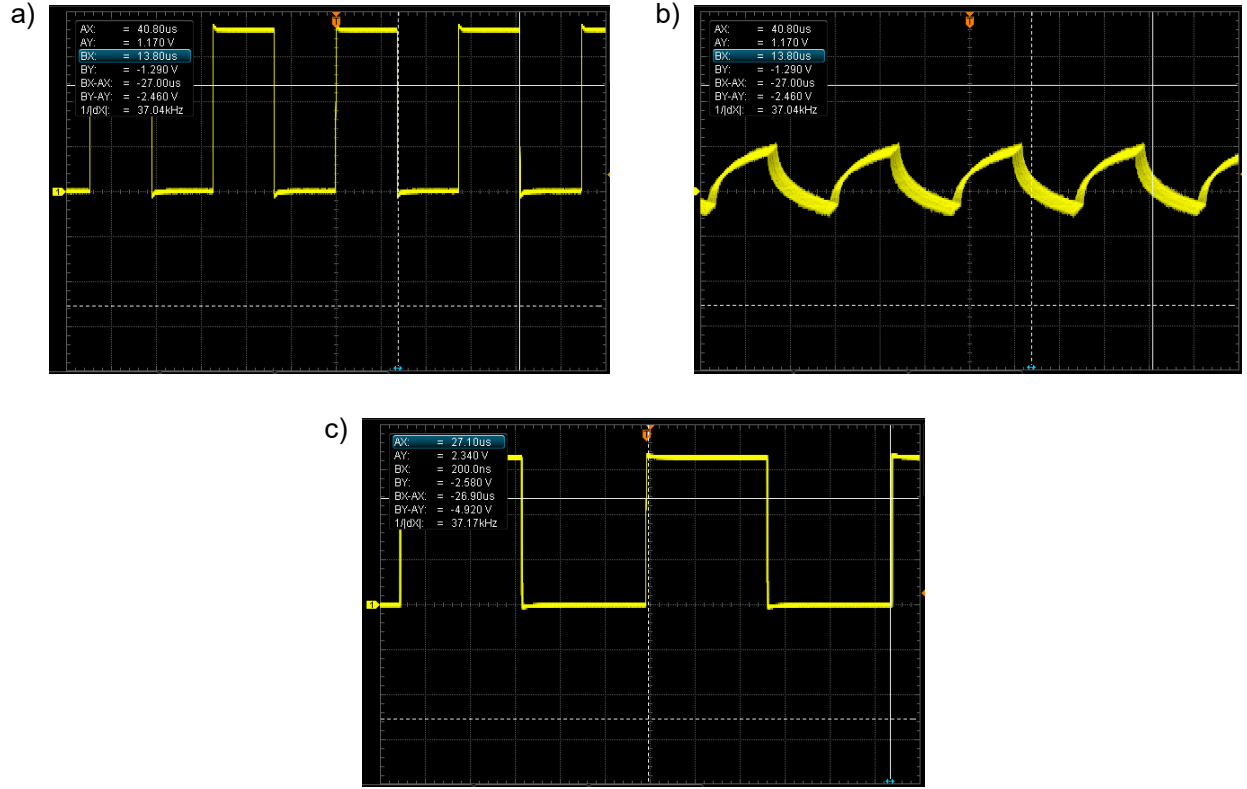 a)
T
AX: = 40.80us
AY: = 1.170 V
BX: = 13.80us
BY: = -1.290 V
BX-AX: = -27.00us
BY-AY: = -2.460 V
1/|dX|: = 37.04kHz
1
b)
T
AX: = 40.80us
AY: = 1.170 V
BX: = 13.80us
BY: = -1.290 V
BX-AX: = -27.00us
BY-AY: = -2.460 V
1/|dX|: = 37.04kHz
c)
T
AX: = 27.10us
AY: = 2.340 V
BX: = 200.0ns
BY: = -2.580 V
BX-AX: = -26.90us
BY-AY: = -4.920 V
1/|dX|: = 37.17kHz
1